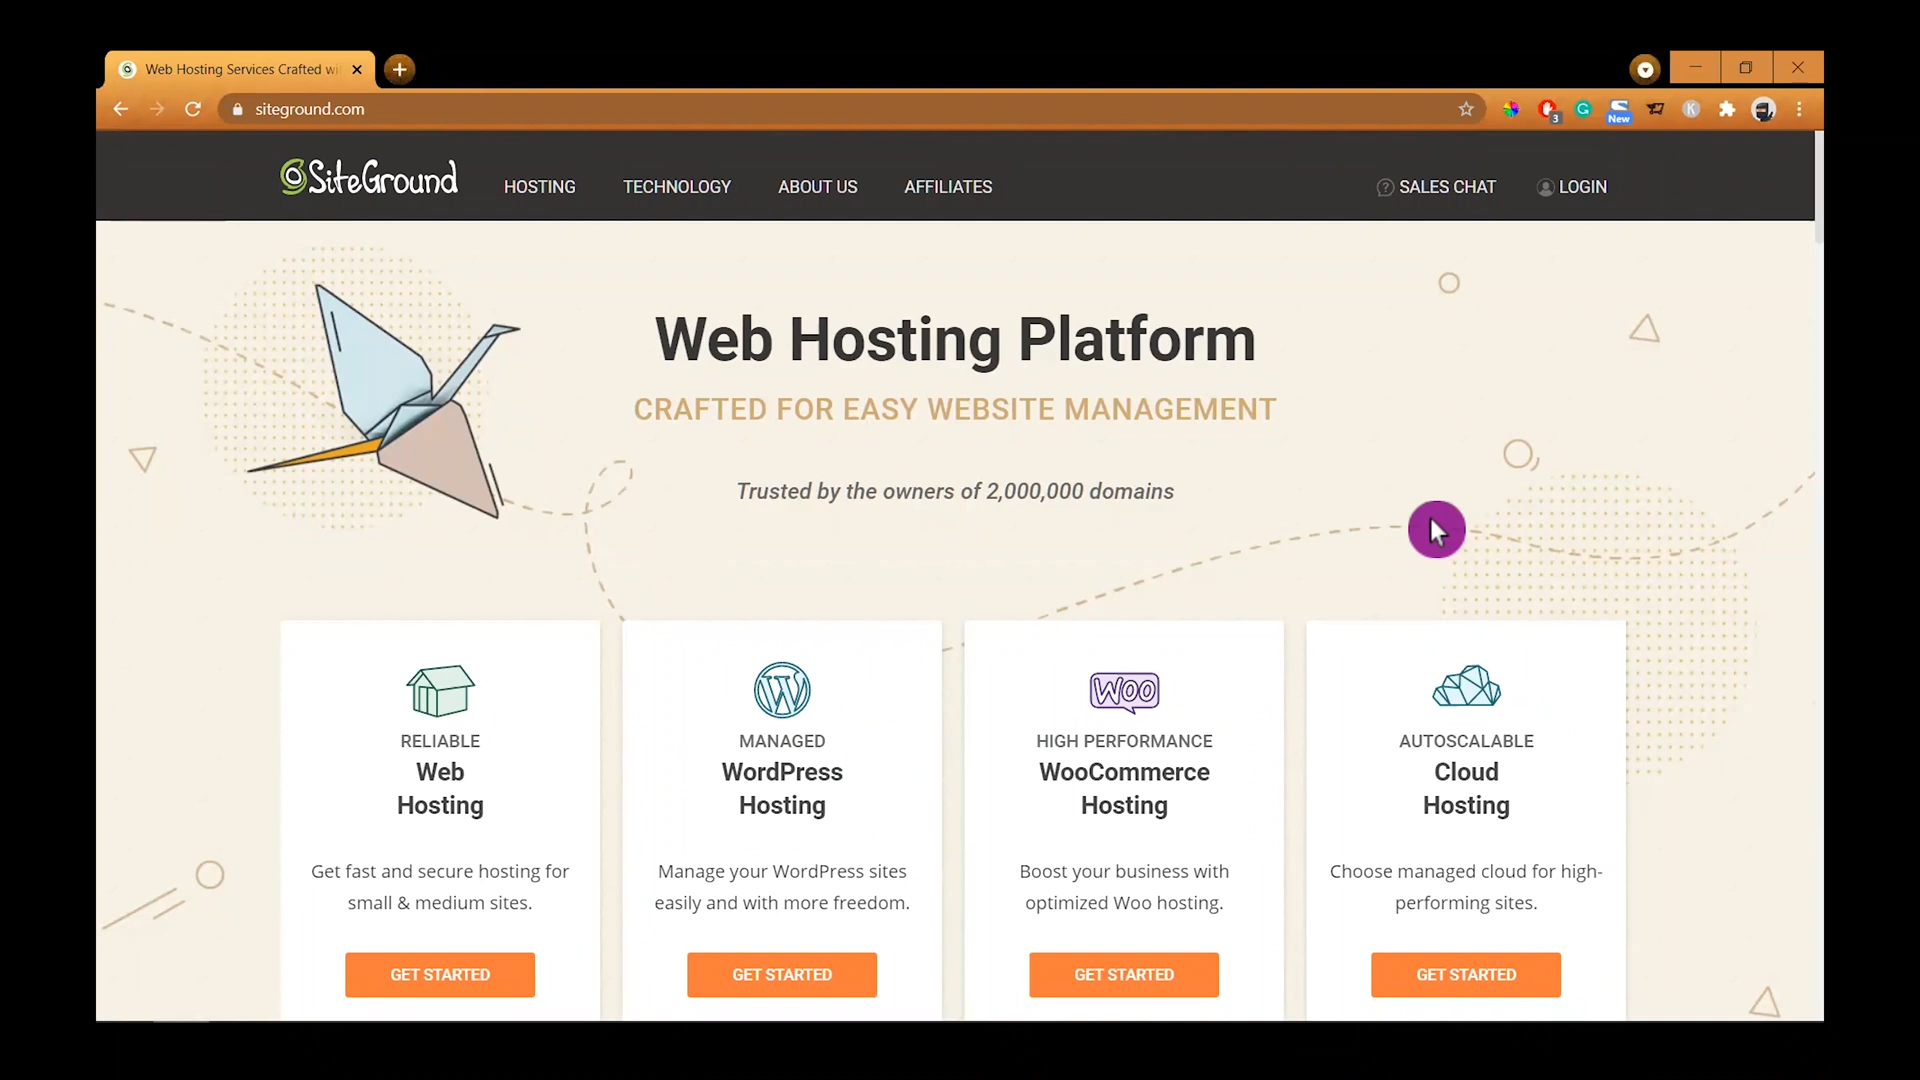 Web Hosting Services Crafted wi
siteground.com
3
New
SiteGround
HOSTING
TECHNOLOGY
ABOUT US
AFFILIATES
SALES CHAT
LOGIN
Web Hosting Platform
CRAFTED FOR EASY WEBSITE MANAGEMENT
Trusted by the owners of 2,000,000 domains
RELIABLE
Web
Hosting
Get fast and secure hosting for
small & medium sites.
GET STARTED
MANAGED
WordPress
Hosting
Manage your WordPress sites
easily and with more freedom.
GET STARTED
WOO
HIGH PERFORMANCE
WooCommerce
Hosting
Boost your business with
optimized Woo hosting.
GET STARTED
AUTOSCALABLE
Cloud
Hosting
Choose managed cloud for high-
performing sites.
GET STARTED